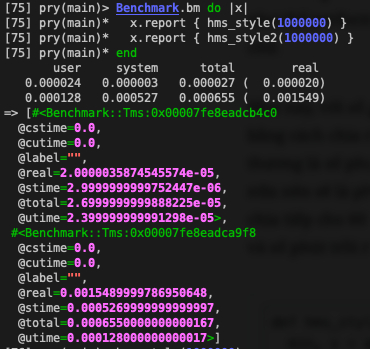 [75] pry(main)> Benchmark.bm do |x|
[75] pry(main)*   x.report { hms_style(1000000) }
[75] pry(main)*   x.report { hms_style2(1000000) }
[75] pry(main)* end
       user     system      total        real
   0.000024   0.000003   0.000027 (  0.000020)
   0.000128   0.000527   0.000655 (  0.001549)
=> [#<Benchmark::Tms:0x00007fe8eadcb4c0
  @cstime=0.0,
  @cutime=0.0,
  @label="",
  @real=2.0000035874545574e-05,
  @stime=2.9999999999752447e-06,
  @total=2.6999999999888225e-05,
  @utime=2.399999999991298e-05>,
 #<Benchmark::Tms:0x00007fe8eadca9f8
  @cstime=0.0,
  @cutime=0.0,
  @label="",
  @real=0.0015489999786950648,
  @stime=0.0005269999999999997,
  @total=0.0006550000000000167,
  @utime=0.00012800000000000017>]